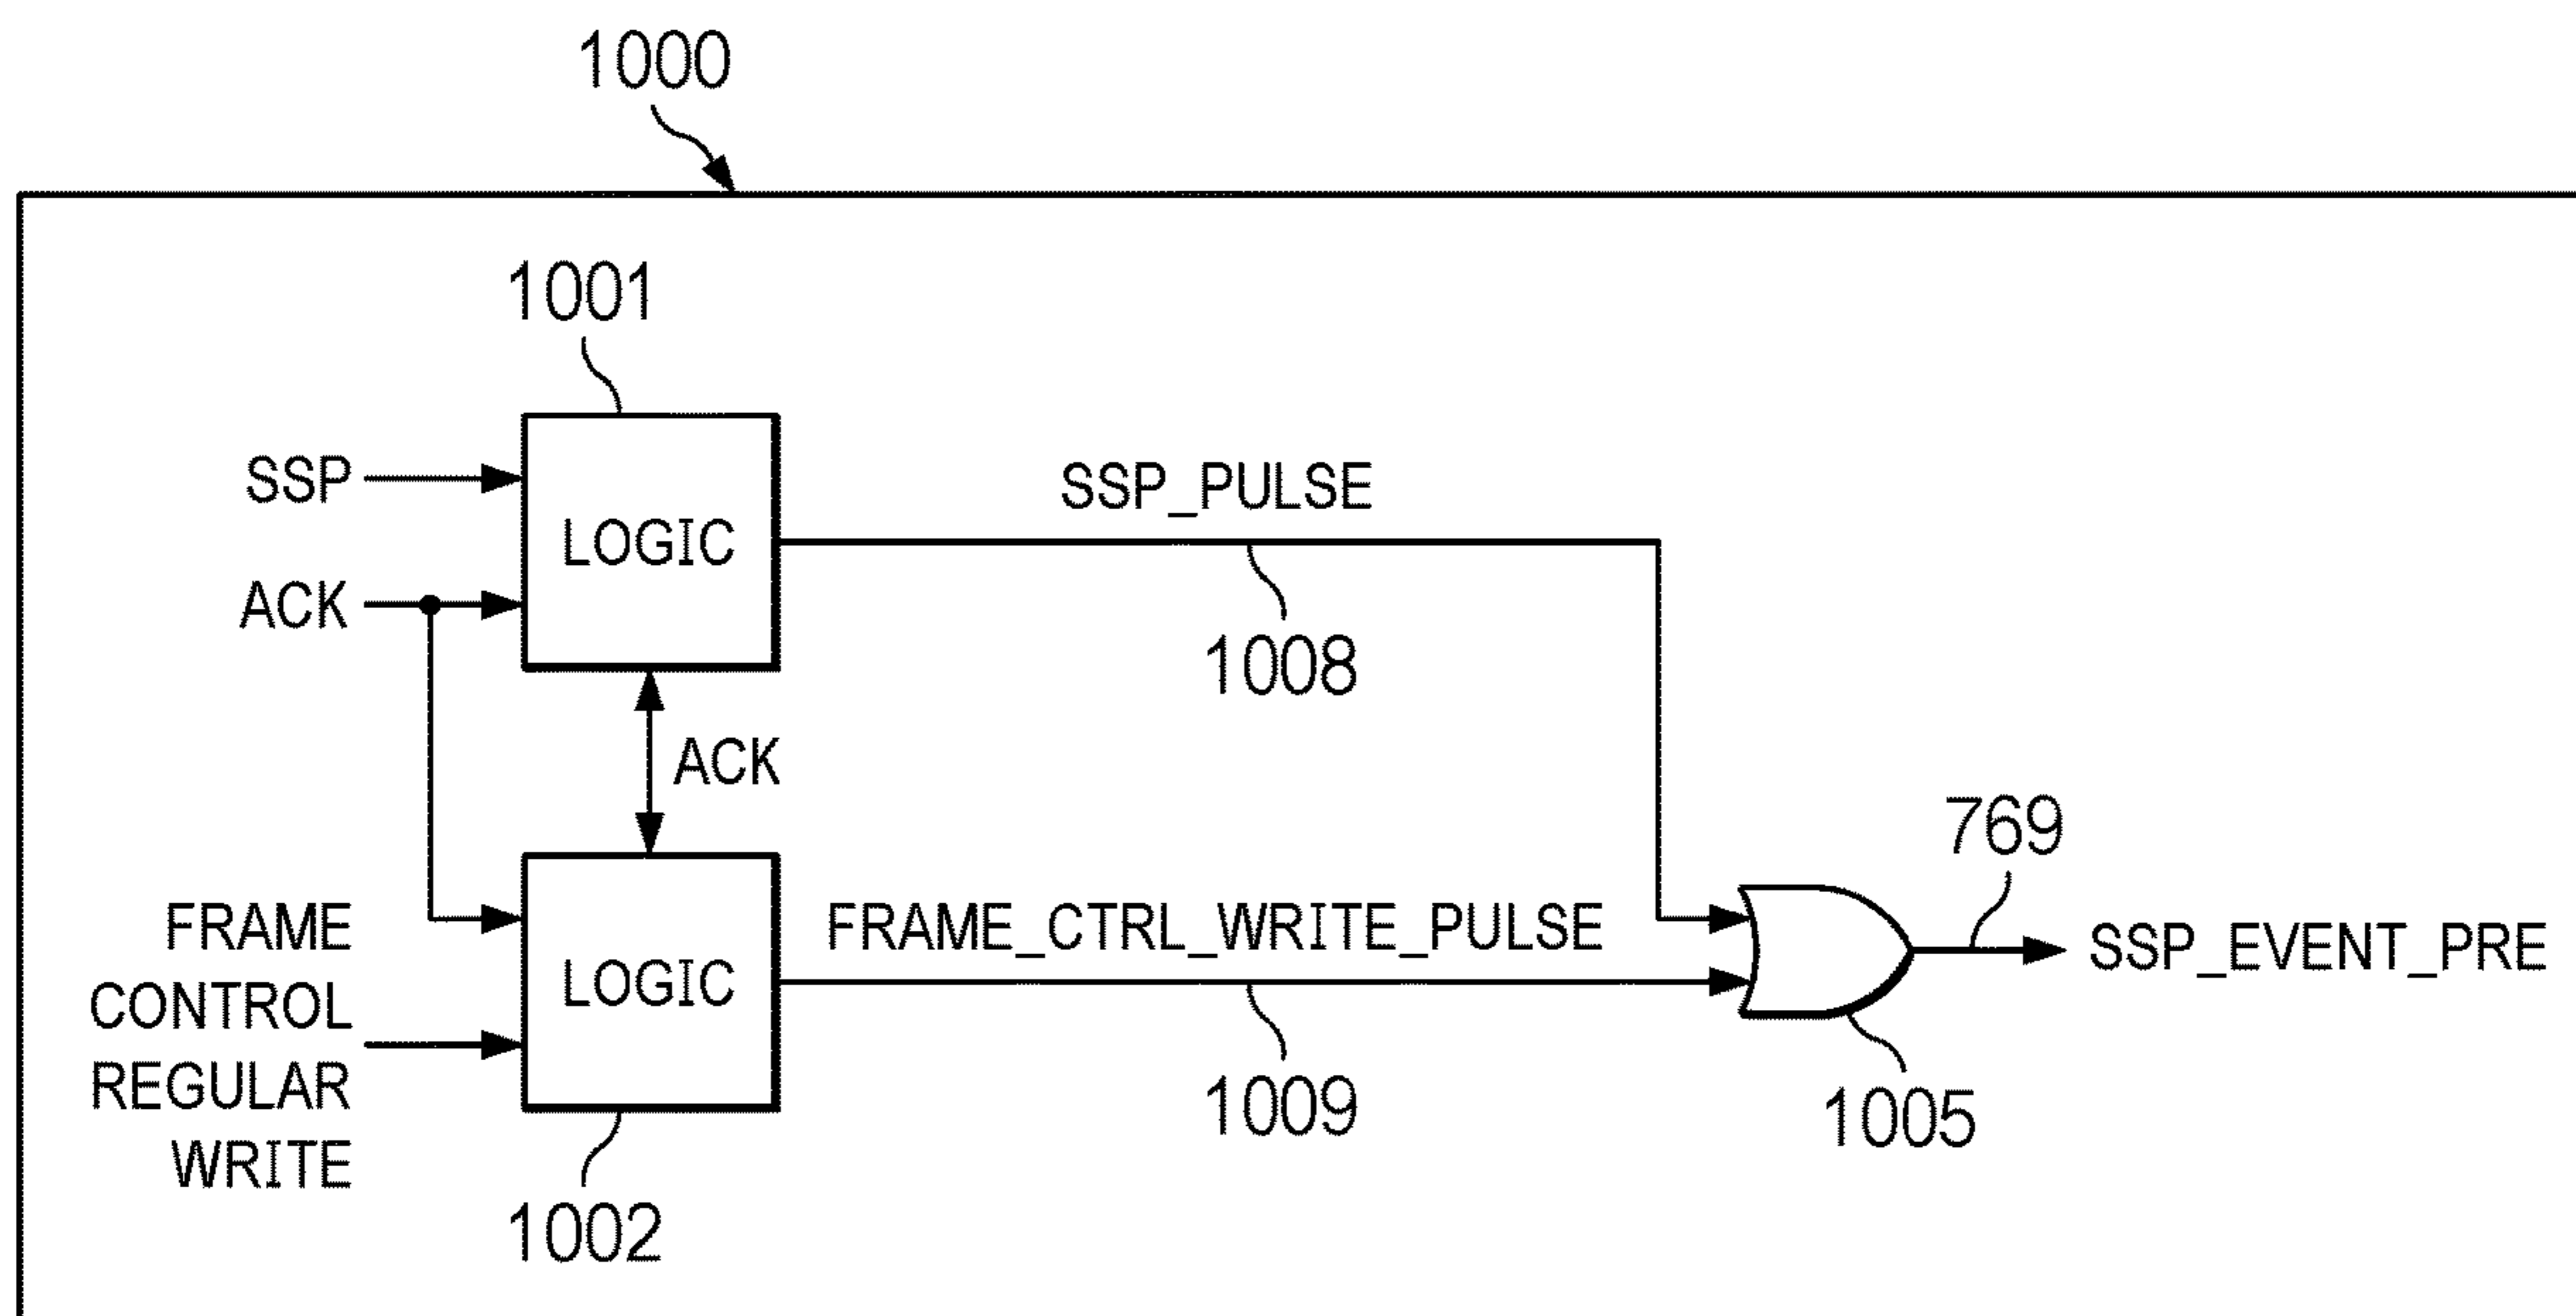 1000
1001
SSP
LOGIC
SSP_PULSE
ACK
1008
ACK
769
FRAME
CONTROL
REGULAR
WRITE
LOGIC
FRAME_CTRL_WRITE_PULSE
SSP_EVENT_PRE
1009
1005
1002